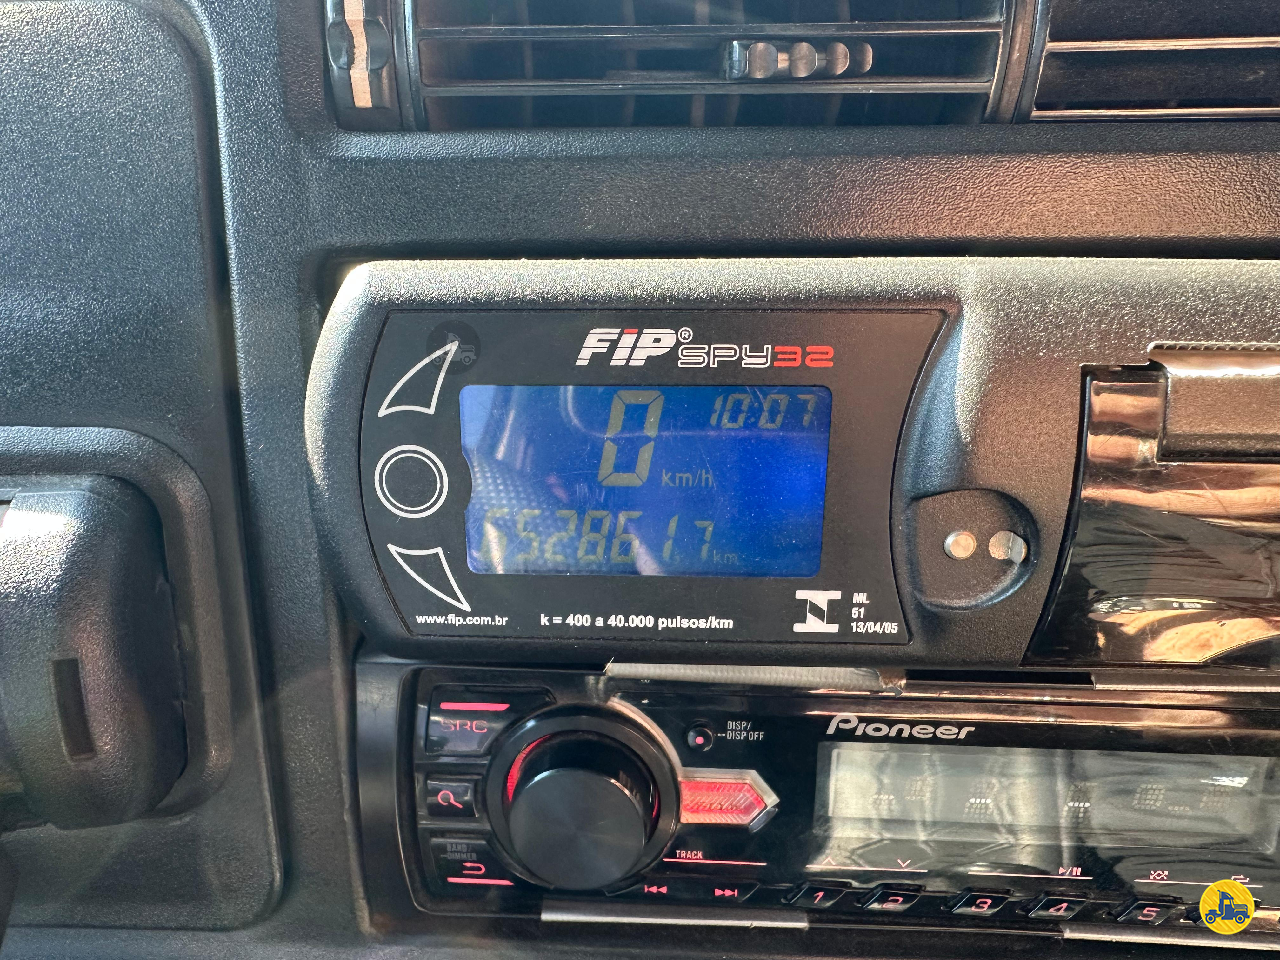 FIP®
SPY32
0
10:07
km/h
652861.7 km
www.fip.com.br
k = 400 a 40.000 pulsos/km
ML
51
13/04/05
SRC
DISP/
DISP OFF
Pioneer
BAND/
DIMMER
TRACK
1
2
3
4
5